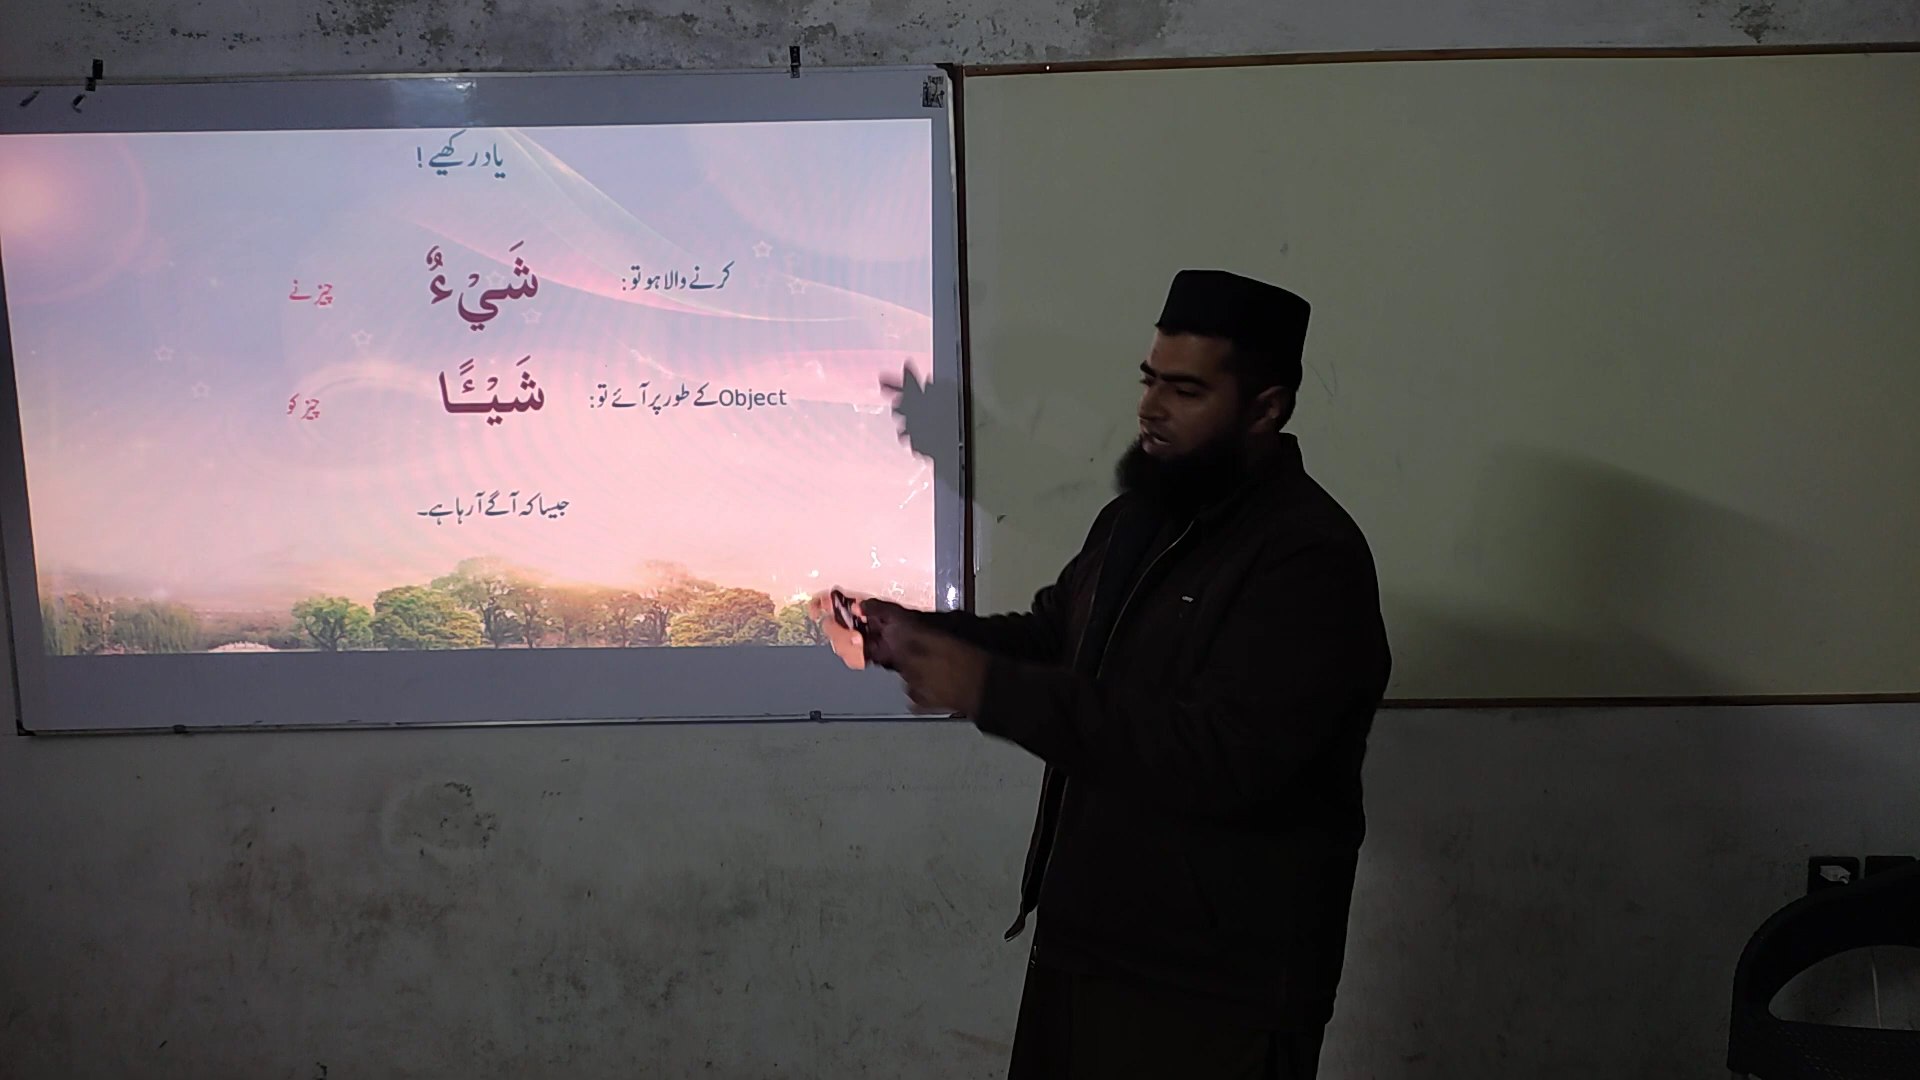 یاد رکھیے!
کرنے والا ہو تو: شَيْءٌ چیز نے
Object کے طور پر آئے تو: شَيْـًٔا چیز کو
جیسا کہ آگے آ رہا ہے۔